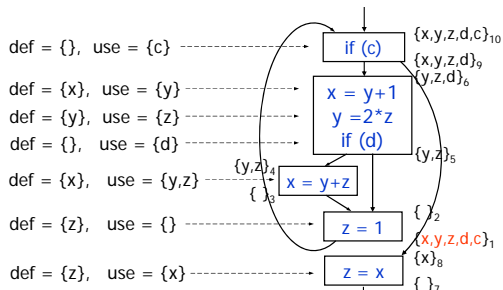 {x,y,z,d,c}10
def = {}, use = {c}
if (c)
{x,y,z,d}9
{y,z,d}6
def = {x}, use = {y}
x = y+1
def = {y}, use = {z}
y =2*z
def = {}, use = {d}
if (d)
{y,z}5
{y,z}4
def = {x}, use = {y,z}
x = y+z
{ }3
{ }2
def = {z}, use = {}
z = 1
{x,y,z,d,c}1
{x}8
def = {z}, use = {x}
z = x
{ }7